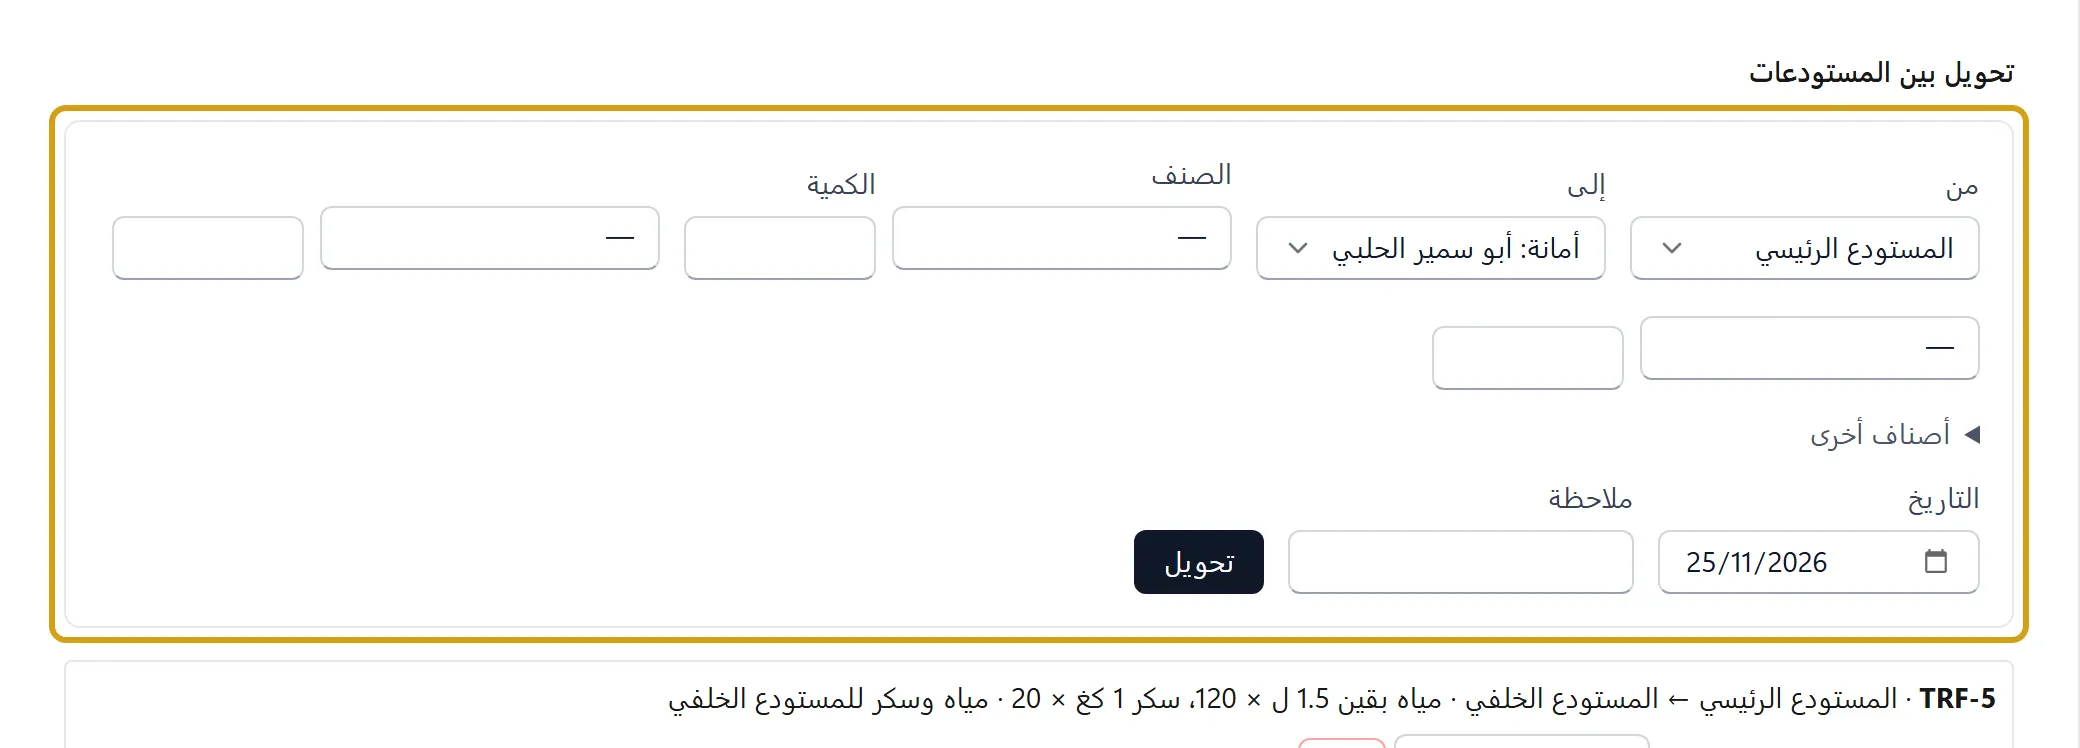 تحويل بين المستودعات
من
إلى
الصنف
الكمية
المستودع الرئيسي
أمانة: أبو سمير الحلبي
—
—
—
أصناف أخرى
التاريخ
ملاحظة
25/11/2026
تحويل
TRF-5 · المستودع الرئيسي ← المستودع الخلفي · مياه بقين 1.5 ل × 120، سكر 1 كغ × 20 · مياه وسكر للمستودع الخلفي